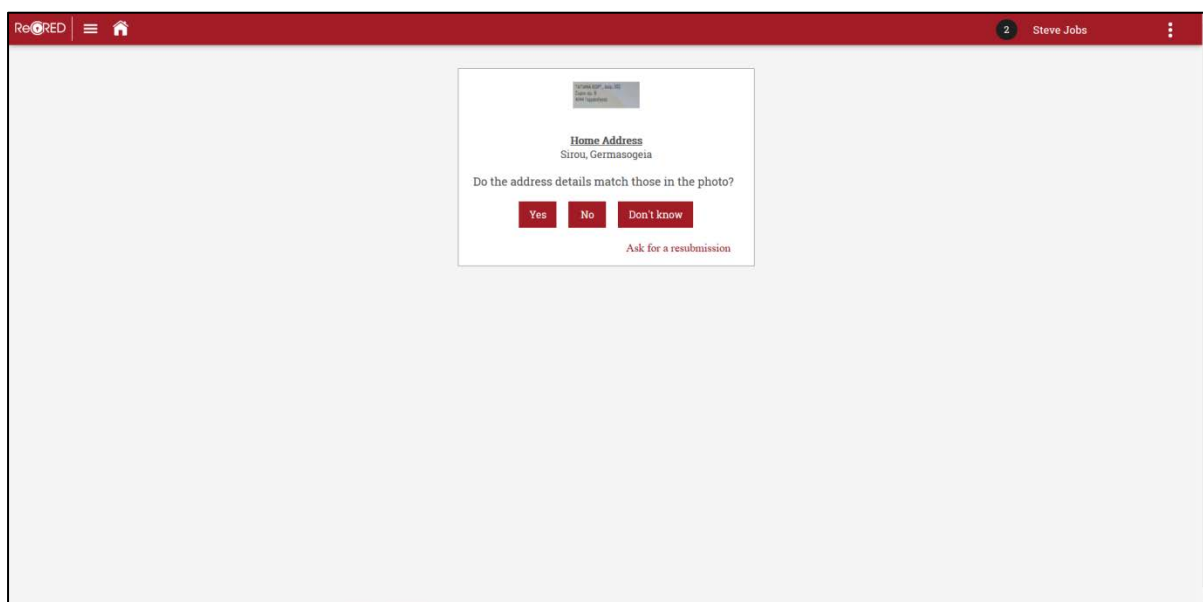 ReCRED
2 Steve Jobs
Home Address
Sirou, Germasogeia
Do the address details match those in the photo?
Yes No Don't know
Ask for a resubmission